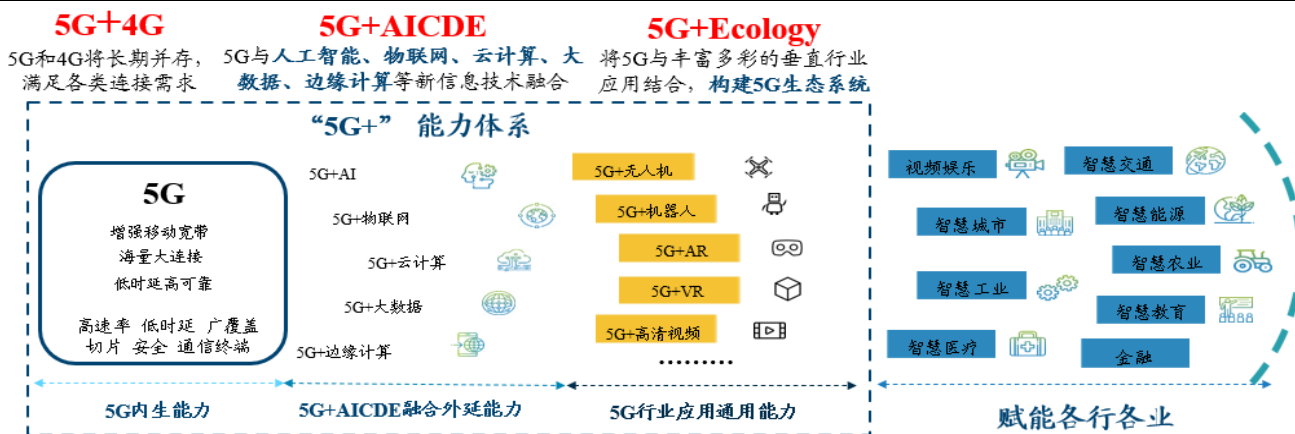 5G+4G
5G和4G将长期并存，
满足各类连接需求
5G+AICDE
5G与人工智能、物联网、云计算、大
数据、边缘计算等新信息技术融合
5G+Ecology
将5G与丰富多彩的垂直行业
应用结合，构建5G生态系统
“5G+” 能力体系
5G
增强移动宽带
海量大连接
低时延高可靠
高速率 低时延 广覆盖
切片 安全 通信终端
5G+AI
5G+物联网
5G+云计算
5G+大数据
5G+边缘计算
5G+无人机
5G+机器人
5G+AR
5G+VR
5G+高清视频
………
视频娱乐
智慧城市
智慧工业
智慧医疗
智慧交通
智慧能源
智慧农业
智慧教育
金融
5G内生能力
5G+AICDE融合外延能力
5G行业应用通用能力
赋能各行各业